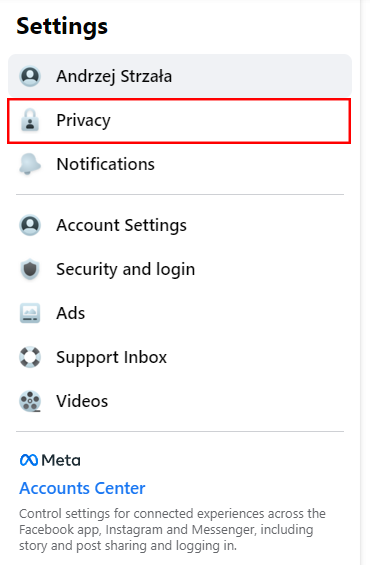 Settings
Andrzej Strzała
Privacy
Notifications
Account Settings
Security and login
Ads
Support Inbox
Videos
Meta
Accounts Center
Control settings for connected experiences across the
Facebook app, Instagram and Messenger, including
story and post sharing and logging in.